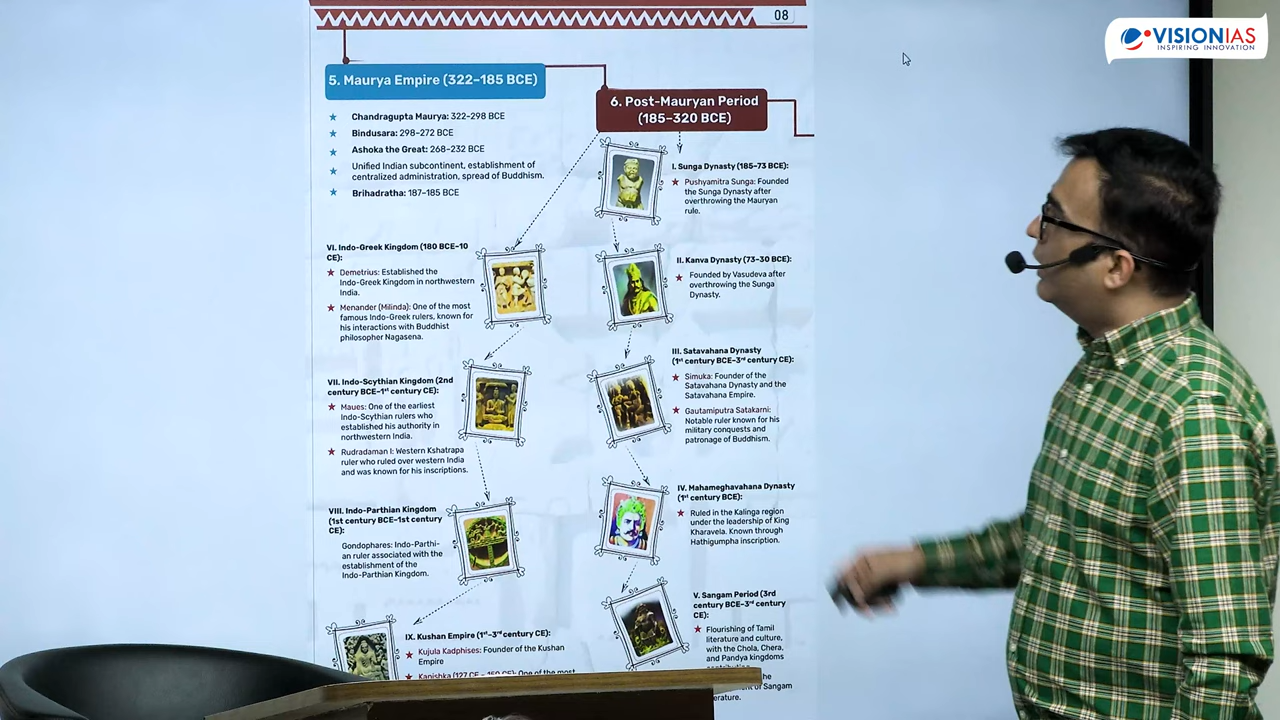 08
VISIONIAS
INSPIRING INNOVATION
5. Maurya Empire (322–185 BCE)
★ Chandragupta Maurya: 322–298 BCE
★ Bindusara: 298–272 BCE
★ Ashoka the Great: 268–232 BCE
★ Unified Indian subcontinent, establishment of
centralized administration, spread of Buddhism.
★ Brihadratha: 187–185 BCE
6. Post-Mauryan Period
(185–320 BCE)
I. Sunga Dynasty (185–73 BCE):
★ Pushyamitra Sunga: Founded
the Sunga Dynasty after
overthrowing the Mauryan
rule.
II. Kanva Dynasty (73–30 BCE):
★ Founded by Vasudeva after
overthrowing the Sunga
Dynasty.
III. Satavahana Dynasty
(1st century BCE–3rd century CE):
★ Simuka: Founder of the
Satavahana Dynasty and the
Satavahana Empire.
★ Gautamiputra Satakarni:
Notable ruler known for his
military conquests and
patronage of Buddhism.
IV. Mahameghavahana Dynasty
(1st century BCE):
★ Ruled in the Kalinga region
under the leadership of King
Kharavela. Known through
Hathigumpha inscription.
V. Sangam Period (3rd
century BCE–3rd century
CE):
★ Flourishing of Tamil
literature and culture,
with the Chola, Chera,
and Pandya kingdoms
of Sangam
VI. Indo-Greek Kingdom (180 BCE–10
CE):
★ Demetrius: Established the
Indo-Greek Kingdom in northwestern
India.
★ Menander (Milinda): One of the most
famous Indo-Greek rulers, known for
his interactions with Buddhist
philosopher Nagasena.
VII. Indo-Scythian Kingdom (2nd
century BCE–1st century CE):
★ Maues: One of the earliest
Indo-Scythian rulers who
established his authority in
northwestern India.
★ Rudradaman I: Western Kshatrapa
ruler who ruled over western India
and was known for his inscriptions.
VIII. Indo-Parthian Kingdom
(1st century BCE–1st century
CE):
Gondophares: Indo-Parthi-
an ruler associated with the
establishment of the
Indo-Parthian Kingdom.
IX. Kushan Empire (1st–3rd century CE):
★ Kujula Kadphises: Founder of the Kushan
Empire
★ Kanishka (127 CE – 150 CE): One of the most